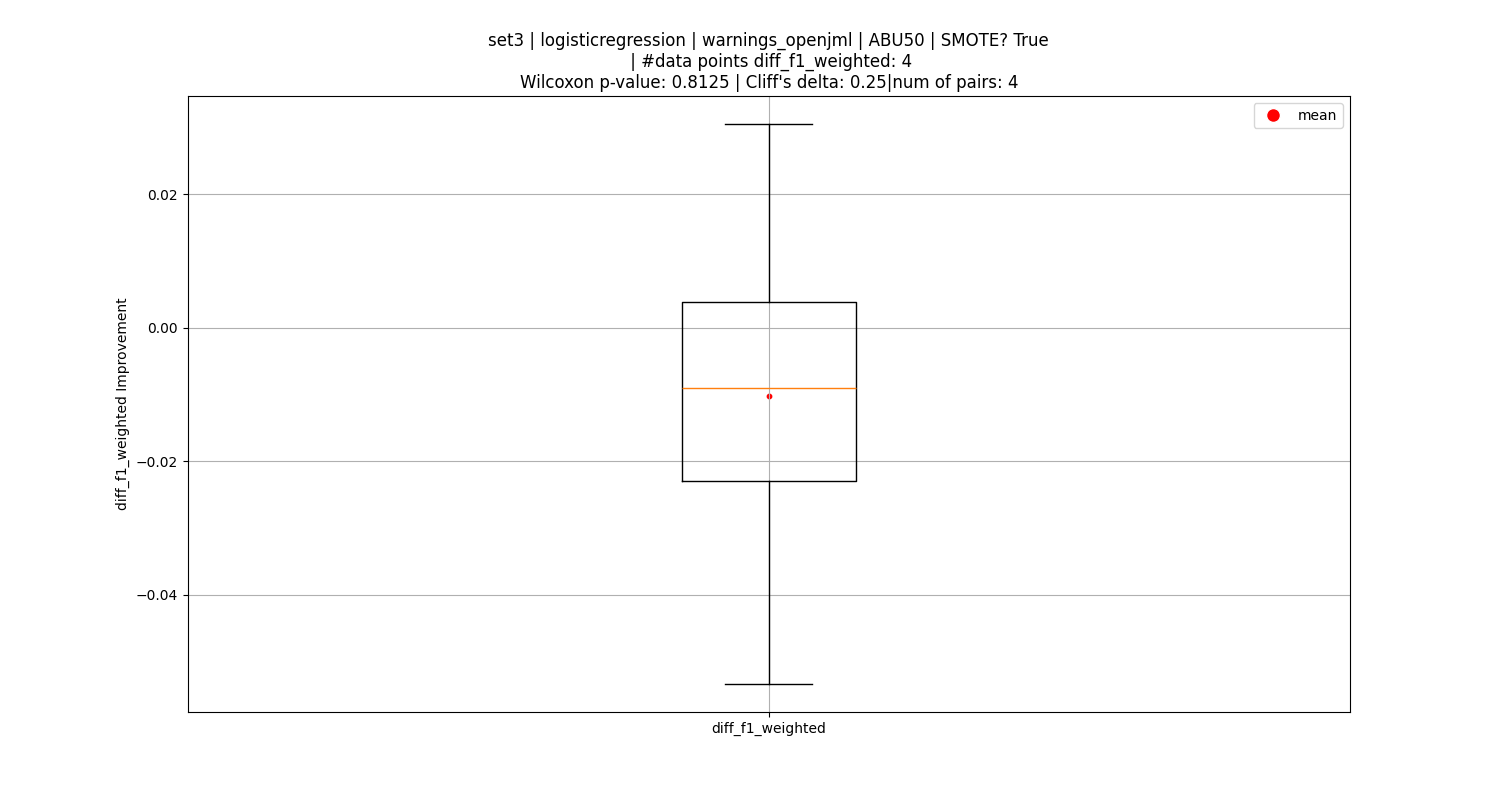 set3 | logisticregression | warnings_openjml | ABU50 | SMOTE? True
| #data points diff_f1_weighted: 4
Wilcoxon p-value: 0.8125 | Cliff's delta: 0.25|num of pairs: 4
mean
0.02
0.00
−0.02
−0.04
diff_f1_weighted Improvement
diff_f1_weighted